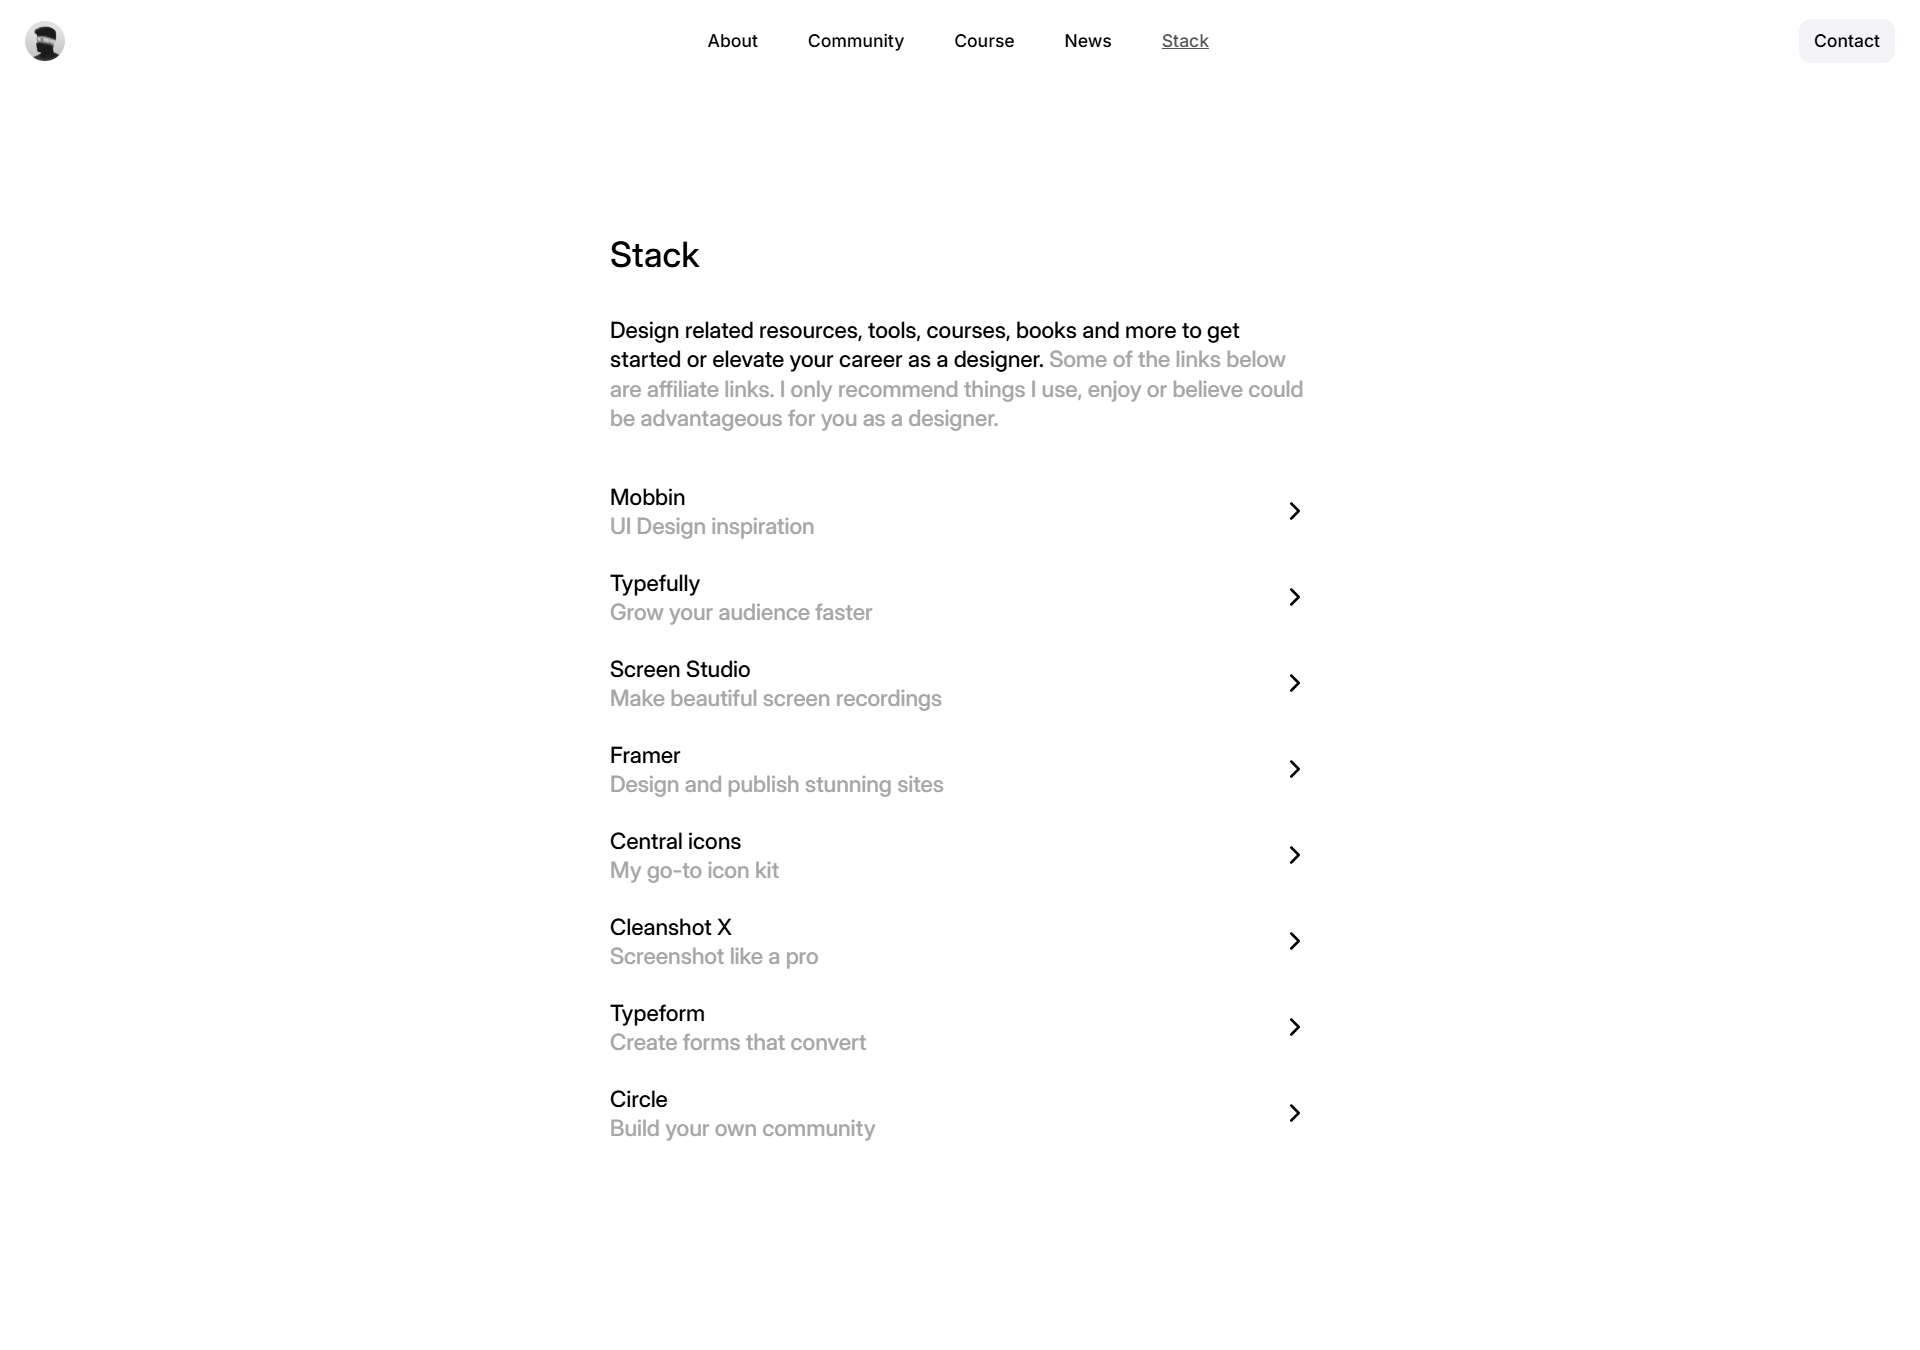 About
Community
Course
News
Stack
Contact
Stack
Design related resources, tools, courses, books and more to get
started or elevate your career as a designer. Some of the links below
are affiliate links. I only recommend things I use, enjoy or believe could
be advantageous for you as a designer.
Mobbin
UI Design inspiration
Typefully
Grow your audience faster
Screen Studio
Make beautiful screen recordings
Framer
Design and publish stunning sites
Central icons
My go-to icon kit
Cleanshot X
Screenshot like a pro
Typeform
Create forms that convert
Circle
Build your own community